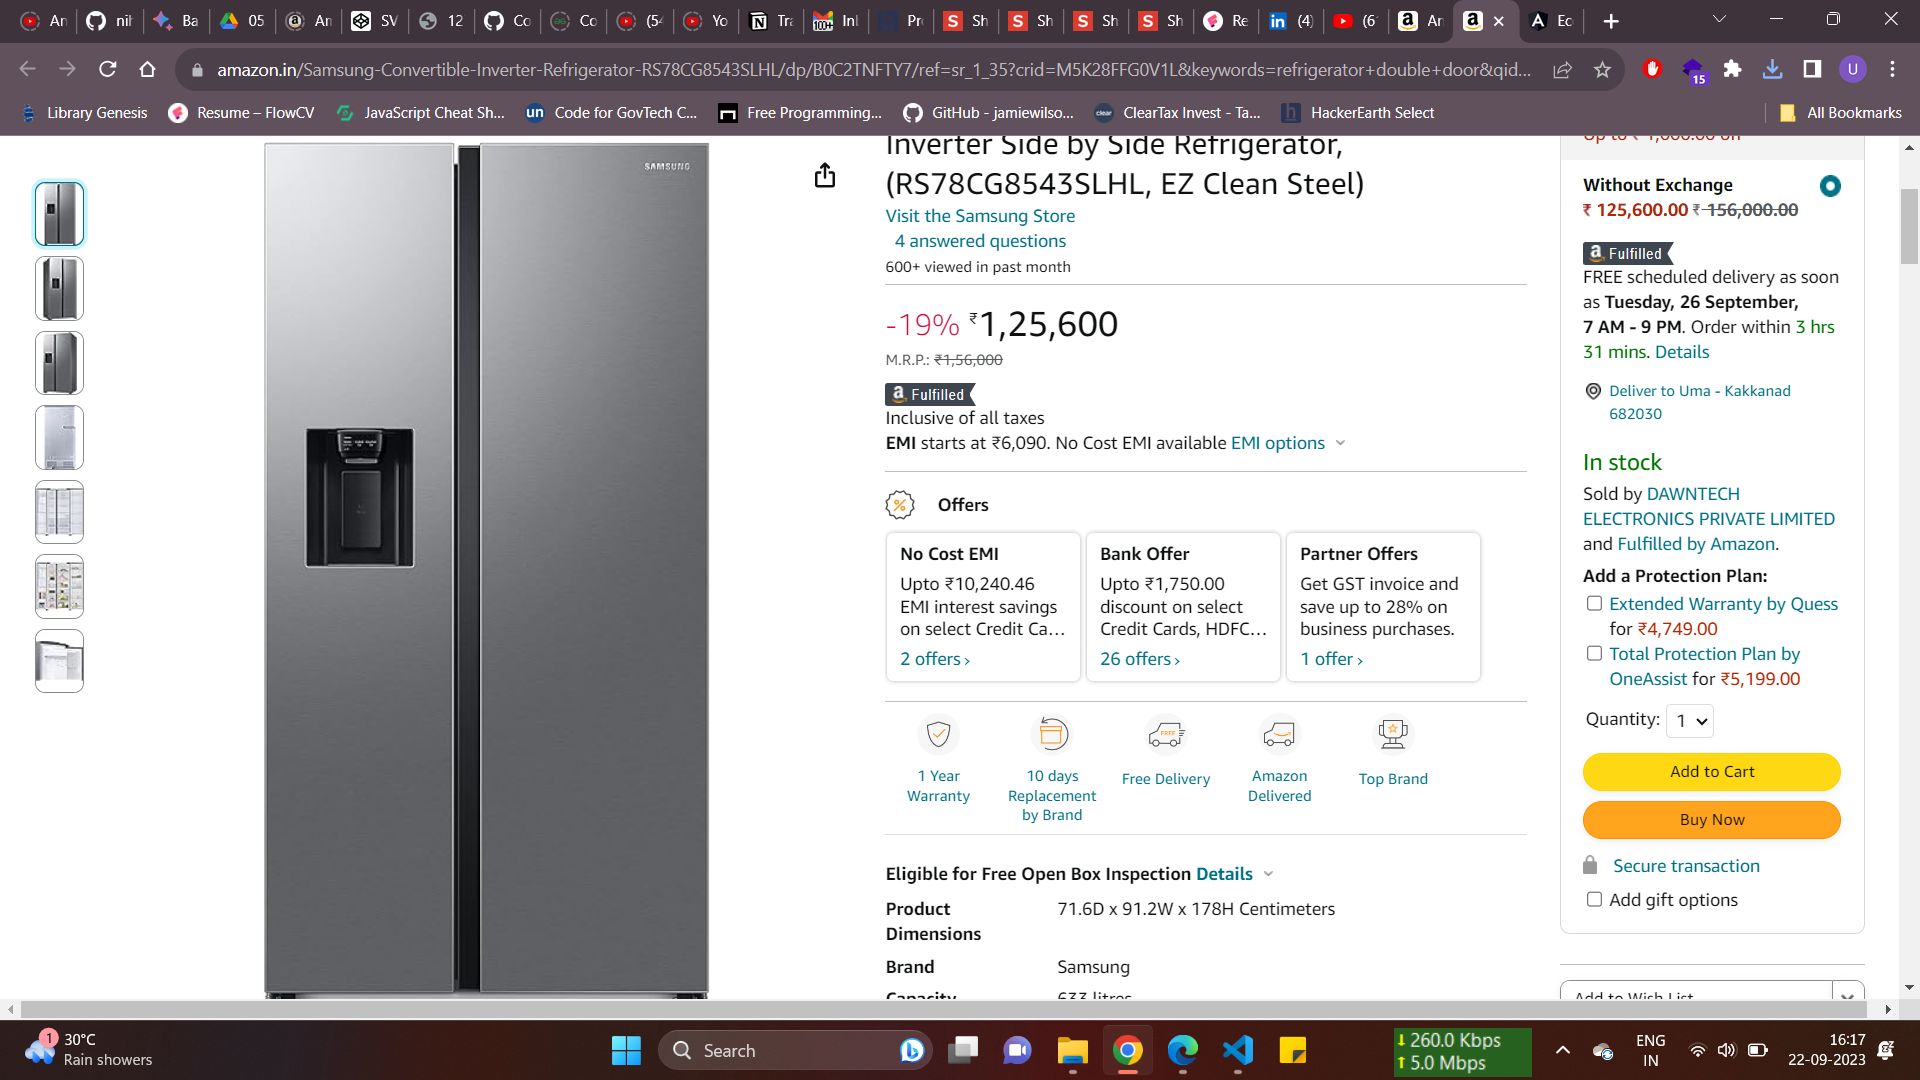 An
nih
Ba
05
An
SV
12
Co
Co
(54
Yo
Tra
100+
Inl
Pr
Sh
Sh
Sh
Sh
Re
(4)
(6
An
Ec
amazon.in/Samsung-Convertible-Inverter-Refrigerator-RS78CG8543SLHL/dp/B0C2TNFTY7/ref=sr_1_35?crid=M5K28FFG0V1L&keywords=refrigerator+double+door&qid...
15
U
Library Genesis
Resume – FlowCV
JavaScript Cheat Sh...
un
Code for GovTech C...
Free Programming...
GitHub - jamiewilso...
clear
ClearTax Invest - Ta...
h
HackerEarth Select
All Bookmarks
SAMSUNG
Inverter Side by Side Refrigerator,
(RS78CG8543SLHL, EZ Clean Steel)
Visit the Samsung Store
4 answered questions
600+ viewed in past month
-19% ₹1,25,600
M.R.P.: ₹1,56,000
a Fulfilled
Inclusive of all taxes
EMI starts at ₹6,090. No Cost EMI available EMI options
Offers
No Cost EMI
Upto ₹10,240.46
EMI interest savings
on select Credit Ca...
2 offers ›
Bank Offer
Upto ₹1,750.00
discount on select
Credit Cards, HDFC...
26 offers ›
Partner Offers
Get GST invoice and
save up to 28% on
business purchases.
1 offer ›
1 Year
Warranty
10 days
Replacement
by Brand
FREE
Free Delivery
Amazon
Delivered
Top Brand
Eligible for Free Open Box Inspection Details
Product
Dimensions
71.6D x 91.2W x 178H Centimeters
Brand
Samsung
Capacity
633 litres
Up to ₹ 1,000.00 off
Without Exchange
₹ 125,600.00 ₹ 156,000.00
a Fulfilled
FREE scheduled delivery as soon
as Tuesday, 26 September,
7 AM - 9 PM. Order within 3 hrs
31 mins. Details
Deliver to Uma - Kakkanad
682030
In stock
Sold by DAWNTECH
ELECTRONICS PRIVATE LIMITED
and Fulfilled by Amazon.
Add a Protection Plan:
Extended Warranty by Quess
for ₹4,749.00
Total Protection Plan by
OneAssist for ₹5,199.00
Quantity: 1
Add to Cart
Buy Now
Secure transaction
Add gift options
Add to Wish List
1
30°C
Rain showers
Search
260.0 Kbps
5.0 Mbps
ENG
IN
16:17
22-09-2023